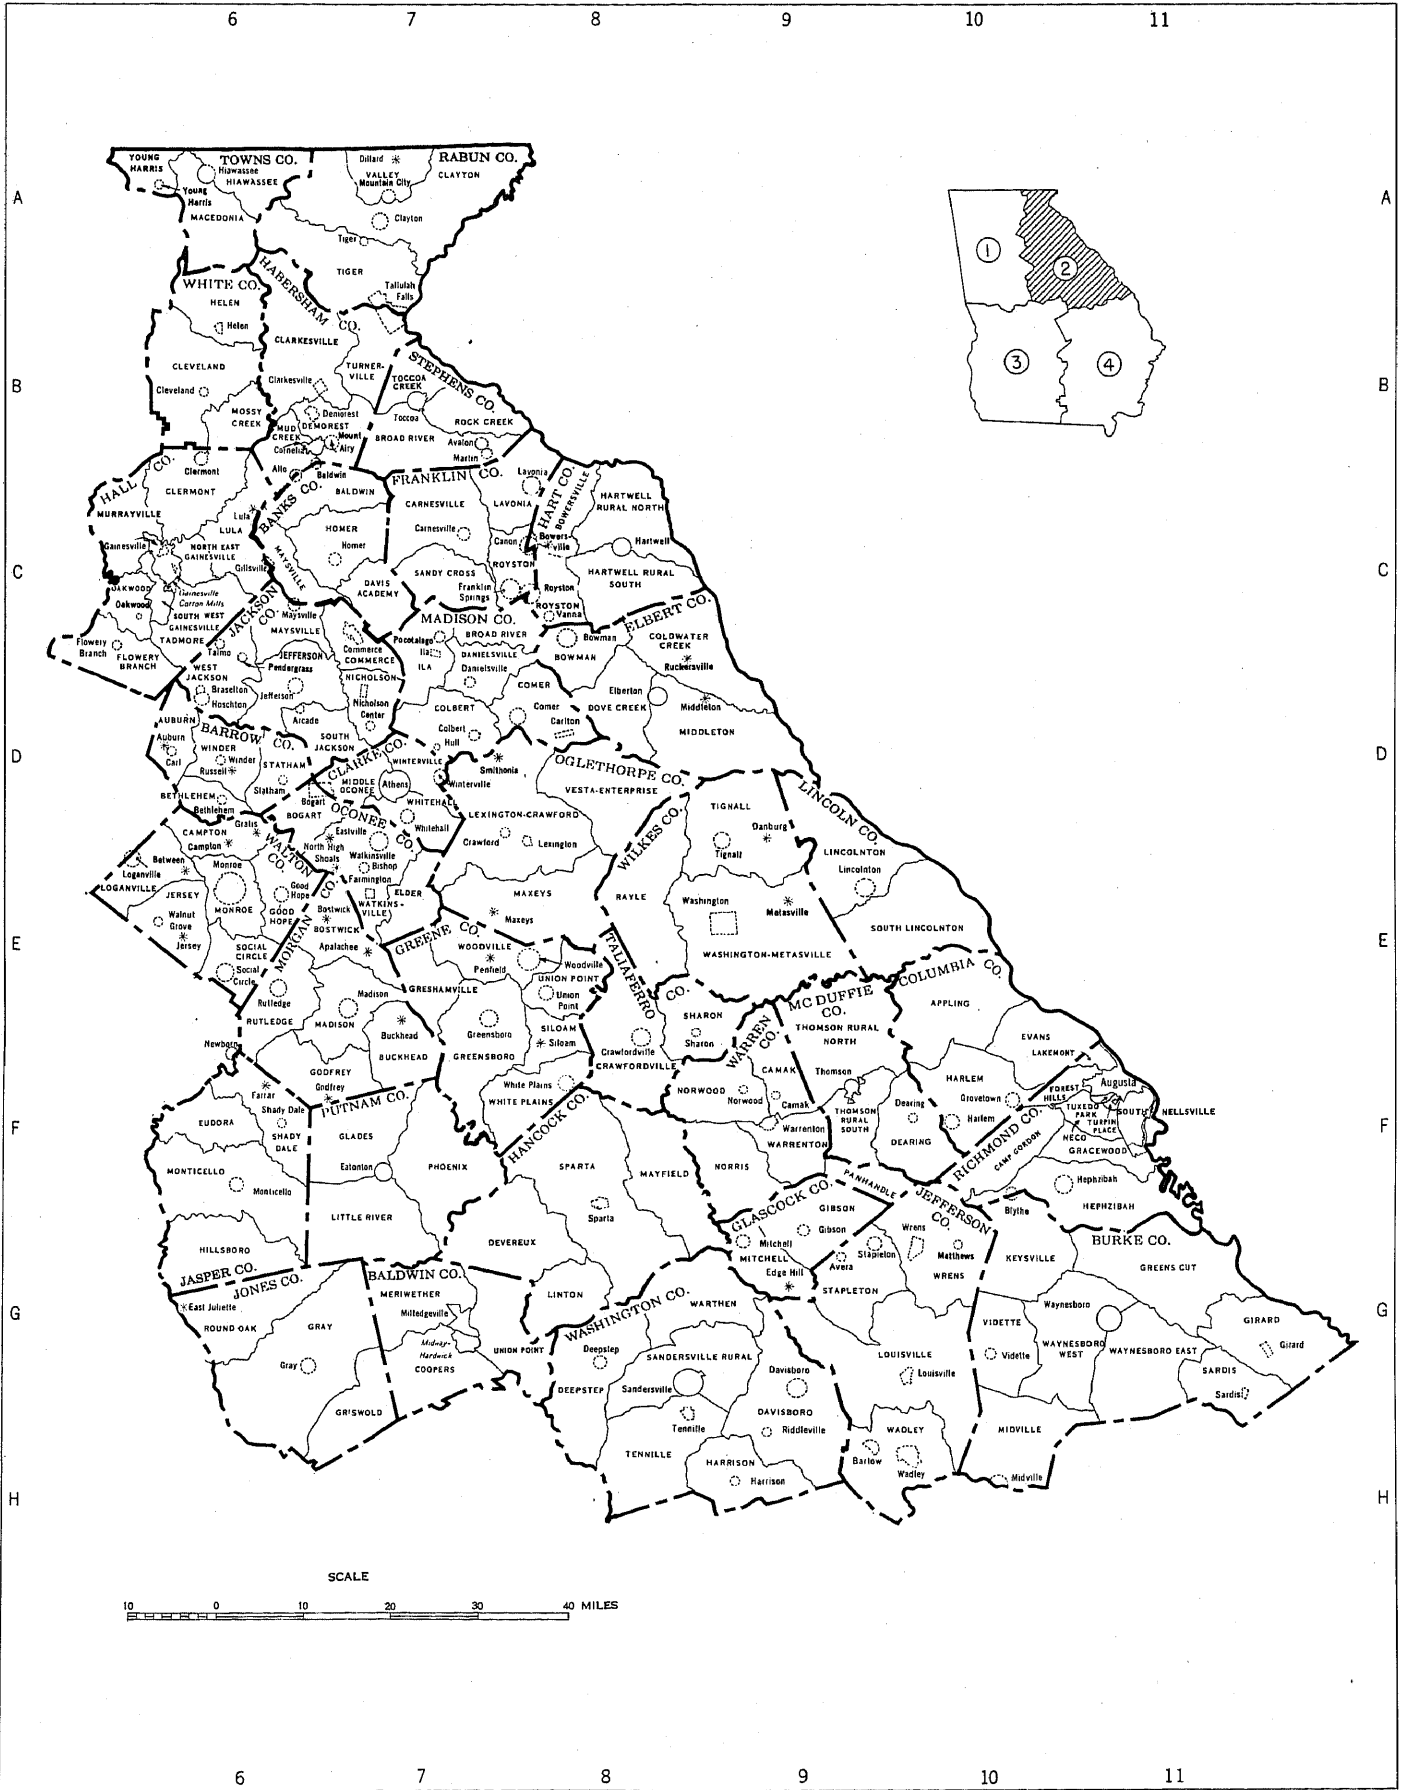 6 7 8 9 10 11
A
A
B
B
C
C
D
D
E
E
F
F
G
G
H
H
①
②
③
④
YOUNG
HARRIS
TOWNS CO.
Hiawassee
HIAWASSEE
Young
Harris
MACEDONIA
Dillard
VALLEY
Mountain City
RABUN CO.
CLAYTON
Clayton
Tiger
TIGER
Tallulah
Falls
WHITE CO.
HELEN
Helen
CLEVELAND
Cleveland
MOSSY
CREEK
HABERSHAM
CO.
CLARKESVILLE
TURNER-
VILLE
Clarkesville
Demorest
DEMOREST
MUD
CREEK
Mount
Airy
Cornelia
Alto
Baldwin
STEPHENS CO.
TOCCOA
CREEK
Toccoa
ROCK CREEK
BROAD RIVER
Avalon
Martin
HALL CO.
Clermont
CLERMONT
MURRAYVILLE
Lula
LULA
Gainesville
NORTH EAST
GAINESVILLE
Gillsville
OAKWOOD
Oakwood
Gainesville
Cotton Mills
SOUTH WEST
GAINESVILLE
TADMORE
Flowery
Branch
FLOWERY
BRANCH
BANKS CO.
BALDWIN
HOMER
Homer
MAYSVILLE
DAVIS
ACADEMY
FRANKLIN CO.
CARNESVILLE
Carnesville
Lavonia
LAVONIA
Canon
ROYSTON
SANDY CROSS
Franklin
Springs
Royston
HART CO.
BOWERSVILLE
Bowers-
ville
HARTWELL
RURAL NORTH
Hartwell
HARTWELL RURAL
SOUTH
ROYSTON
Vanna
JACKSON
CO.
Maysville
MAYSVILLE
Talmo
JEFFERSON
Pendergrass
Commerce
COMMERCE
WEST
JACKSON
Braselton
Hoschton
Jefferson
NICHOLSON
Nicholson
Center
Arcade
SOUTH
JACKSON
MADISON CO.
Pocotalago
BROAD RIVER
Ila
ILA
DANIELSVILLE
Danielsville
COMER
Comer
COLBERT
Colbert
Hull
Carlton
ELBERT CO.
Bowman
BOWMAN
COLDWATER
CREEK
Ruckersville
Elberton
DOVE CREEK
Middleton
MIDDLETON
AUBURN
Auburn
Carl
BARROW CO.
WINDER
Winder
Russell
STATHAM
Statham
BETHLEHEM
Bethlehem
CLARKE CO.
WINTERVILLE
Winterville
MIDDLE
OCONEE
Athens
Bogart
BOGART
WHITEHALL
Whitehall
OCONEE
CO.
Eastville
North High
Shoals
Watkinsville
Bishop
Farmington
WATKINS-
VILLE
ELDER
Smithonia
OGLETHORPE CO.
VESTA-ENTERPRISE
LEXINGTON-CRAWFORD
Crawford
Lexington
MAXEYS
Maxeys
WILKES CO.
TIGNALL
Danburg
Tignall
RAYLE
Washington
Metasville
WASHINGTON-METASVILLE
LINCOLN CO.
LINCOLNTON
Lincolnton
SOUTH LINCOLNTON
CAMPTON
Campton
Gratis
WALTON
CO.
Between
Loganville
LOGANVILLE
JERSEY
Walnut
Grove
Jersey
Monroe
MONROE
Good
Hope
GOOD
HOPE
SOCIAL
CIRCLE
Social
Circle
MORGAN CO.
Bostwick
BOSTWICK
Apalachee
Rutledge
RUTLEDGE
Madison
MADISON
Buckhead
BUCKHEAD
GODFREY
Godfrey
Newborn
GREENE CO.
WOODVILLE
Penfield
Woodville
UNION POINT
Union
Point
GRESHAMVILLE
Greensboro
GREENSBORO
SILOAM
Siloam
White Plains
WHITE PLAINS
TALIAFERRO
CO.
SHARON
Sharon
Crawfordville
CRAWFORDVILLE
WARREN
CO.
NORWOOD
Norwood
CAMAK
Camak
Warrenton
WARRENTON
NORRIS
MC DUFFIE
CO.
THOMSON RURAL
NORTH
Thomson
THOMSON
RURAL
SOUTH
Dearing
DEARING
PANHANDLE
COLUMBIA CO.
APPLING
EVANS
LAKEMONT
HARLEM
Grovetown
Harlem
RICHMOND CO.
FOREST
HILLS
Augusta
TUXEDO
PARK
TURPIN
PLACE
SOUTH
NELLSVILLE
NECO
GRACEWOOD
CAMP GORDON
Hephzibah
HEPHZIBAH
Blythe
Farrar
EUDORA
Shady Dale
SHADY
DALE
MONTICELLO
Monticello
HILLSBORO
JASPER CO.
PUTNAM CO.
GLADES
Eatonton
PHOENIX
LITTLE RIVER
HANCOCK CO.
SPARTA
MAYFIELD
Sparta
DEVEREUX
LINTON
GLASCOCK CO.
GIBSON
Gibson
Mitchell
MITCHELL
Edge Hill
JEFFERSON
CO.
Wrens
Stapleton
Matthews
WRENS
Avera
STAPLETON
LOUISVILLE
Louisville
WADLEY
Barlow
Wadley
BURKE CO.
KEYSVILLE
GREENS CUT
VIDETTE
Vidette
Waynesboro
WAYNESBORO
WEST
WAYNESBORO EAST
GIRARD
Girard
SARDIS
Sardis
MIDVILLE
Midville
JONES CO.
East Juliette
ROUND OAK
GRAY
Gray
GRISWOLD
BALDWIN CO.
MERIWETHER
Milledgeville
Midway-
Hardwick
COOPERS
UNION POINT
WASHINGTON CO.
WARTHEN
Deepstep
DEEPSTEP
SANDERSVILLE RURAL
Sandersville
Davisboro
DAVISBORO
Tennille
TENNILLE
Riddleville
HARRISON
Harrison
SCALE
10 0 10 20 30 40 MILES
6 7 8 9 10 11